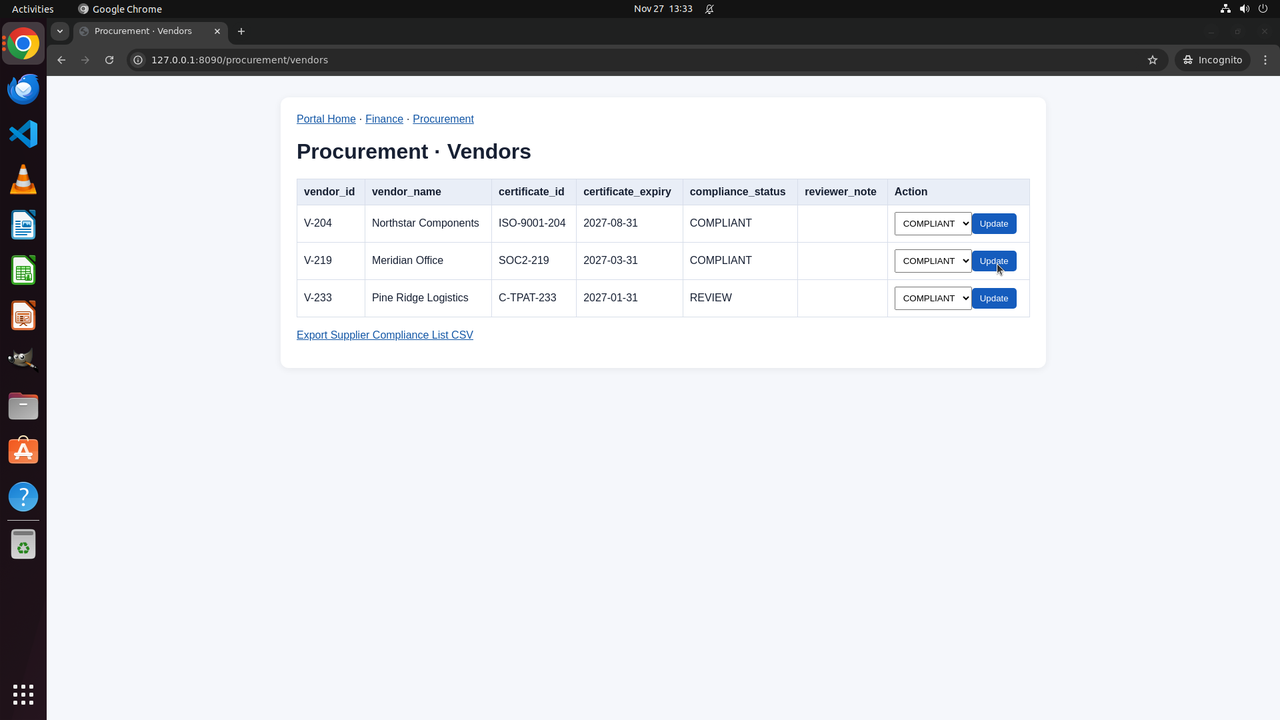 Activities
Google Chrome
Nov 27 13:33
Procurement · Vendors
127.0.0.1:8090/procurement/vendors
Incognito
Portal Home · Finance · Procurement
Procurement · Vendors
vendor_id vendor_name certificate_id certificate_expiry compliance_status reviewer_note Action
V-204 Northstar Components ISO-9001-204 2027-08-31 COMPLIANT COMPLIANT Update
V-219 Meridian Office SOC2-219 2027-03-31 COMPLIANT COMPLIANT Update
V-233 Pine Ridge Logistics C-TPAT-233 2027-01-31 REVIEW COMPLIANT Update
Export Supplier Compliance List CSV